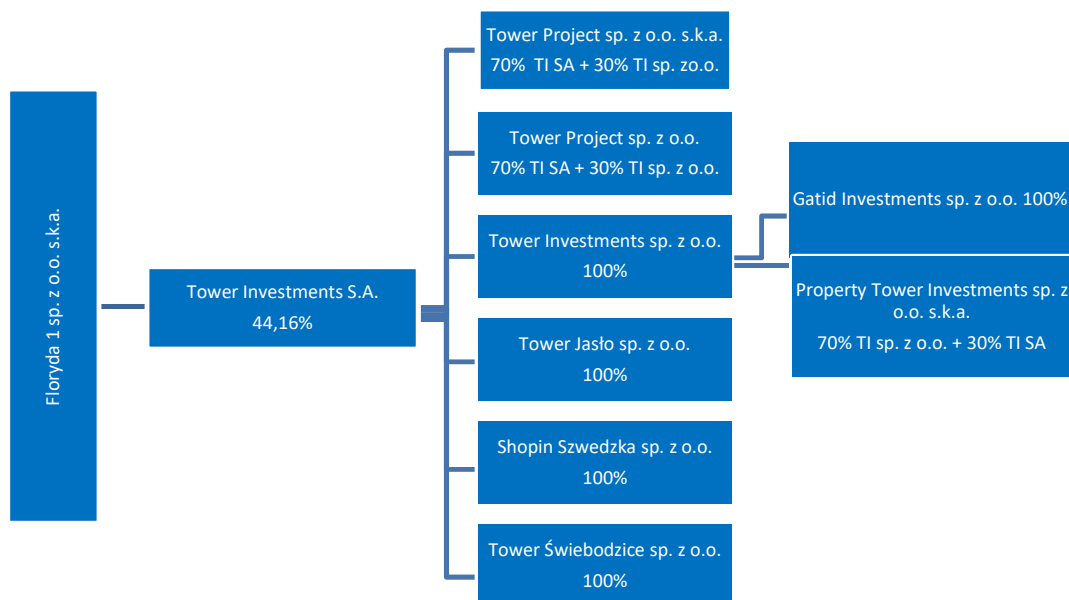 Floryda 1 sp. z o.o. s.k.a.
Tower Investments S.A.
44,16%
Tower Project sp. z o.o. s.k.a.
70% TI SA + 30% TI sp. zo.o.
Tower Project sp. z o.o.
70% TI SA + 30% TI sp. z o.o.
Tower Investments sp. z o.o.
100%
Tower Jasło sp. z o.o.
100%
Shopin Szwedzka sp. z o.o.
100%
Tower Świebodzice sp. z o.o.
100%
Gatid Investments sp. z o.o. 100%
Property Tower Investments sp. z
o.o. s.k.a.
70% TI sp. z o.o. + 30% TI SA